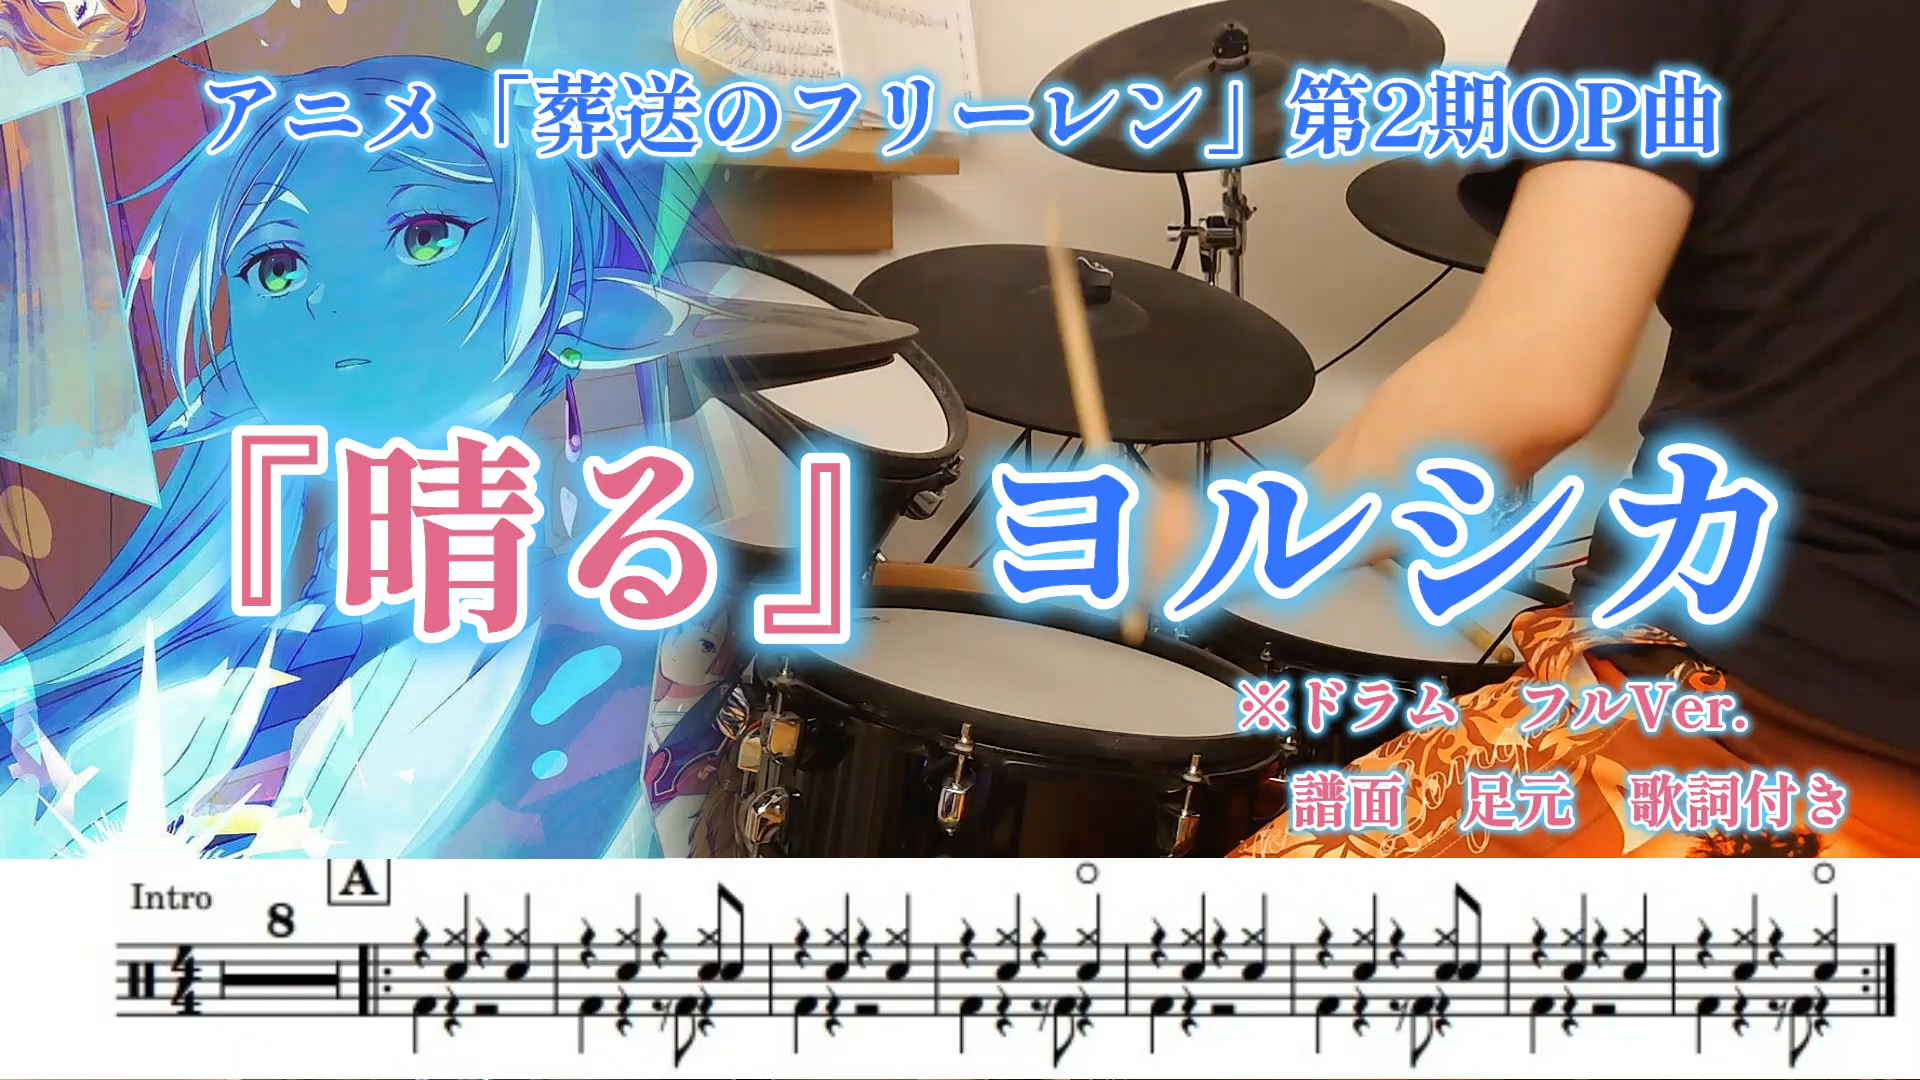 アニメ「葬送のフリーレン」第2期OP曲
『晴る』ヨルシカ
※ドラム　フルVer.
譜面　足元　歌詞付き
Intro
8
A
4
4